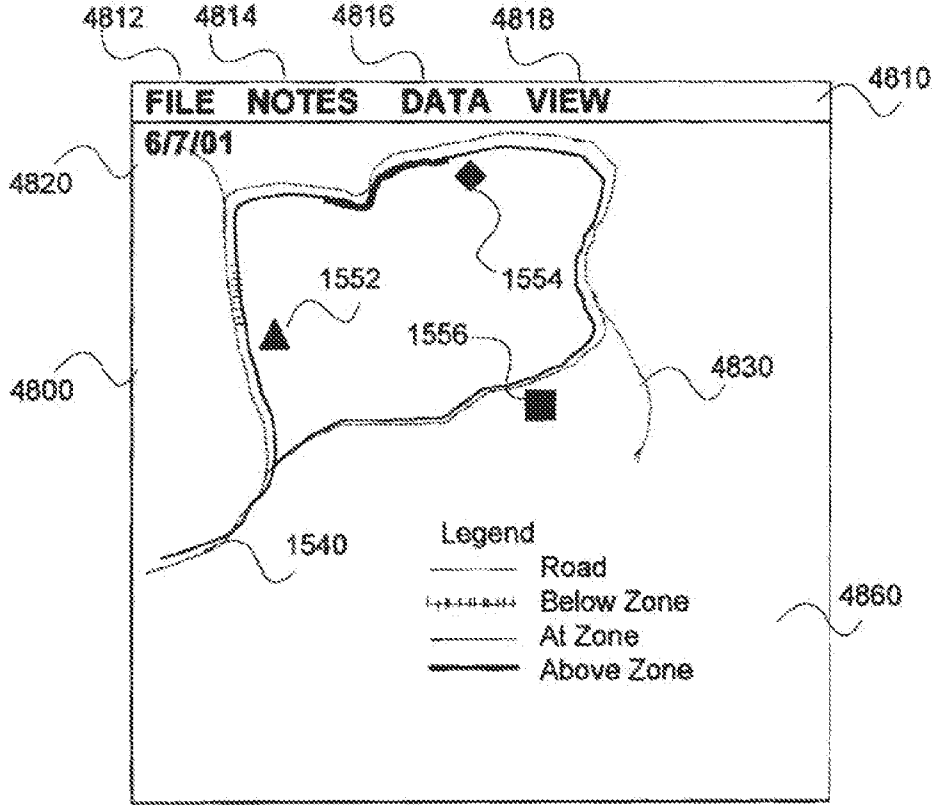 4812 4814 4816 4818
FILE NOTES DATA VIEW
4810
6/7/01
4820
1552
1554
1556
4800
4830
1540
Legend
Road
Below Zone
4860
At Zone
Above Zone